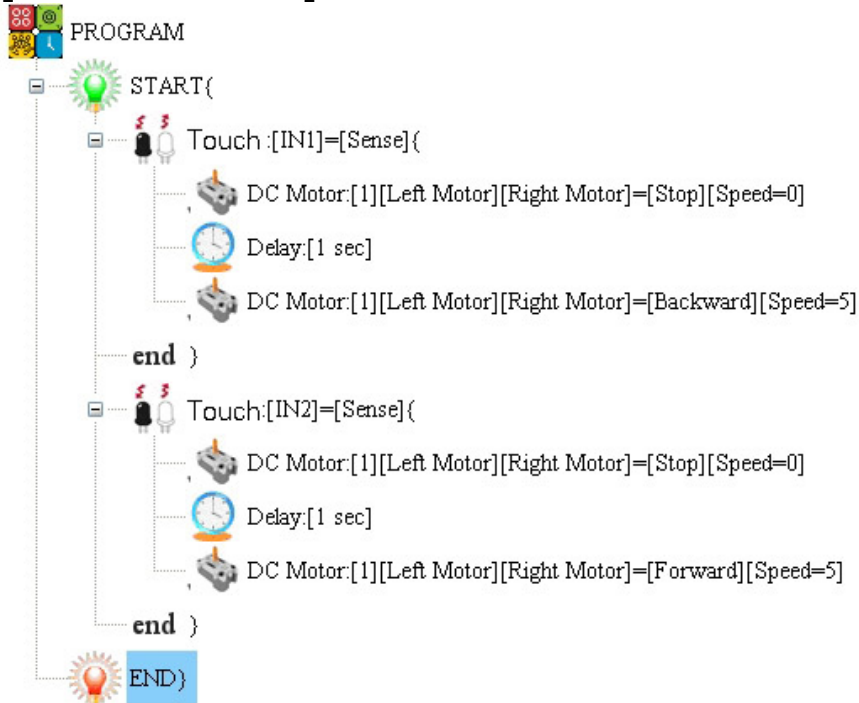 PROGRAM
START{
Touch :[IN1]=[Sense]{
DC Motor:[1][Left Motor][Right Motor]=[Stop][Speed=0]
Delay:[1 sec]
DC Motor:[1][Left Motor][Right Motor]=[Backward][Speed=5]
end }
Touch:[IN2]=[Sense]{
DC Motor:[1][Left Motor][Right Motor]=[Stop][Speed=0]
Delay:[1 sec]
DC Motor:[1][Left Motor][Right Motor]=[Forward][Speed=5]
end }
END}